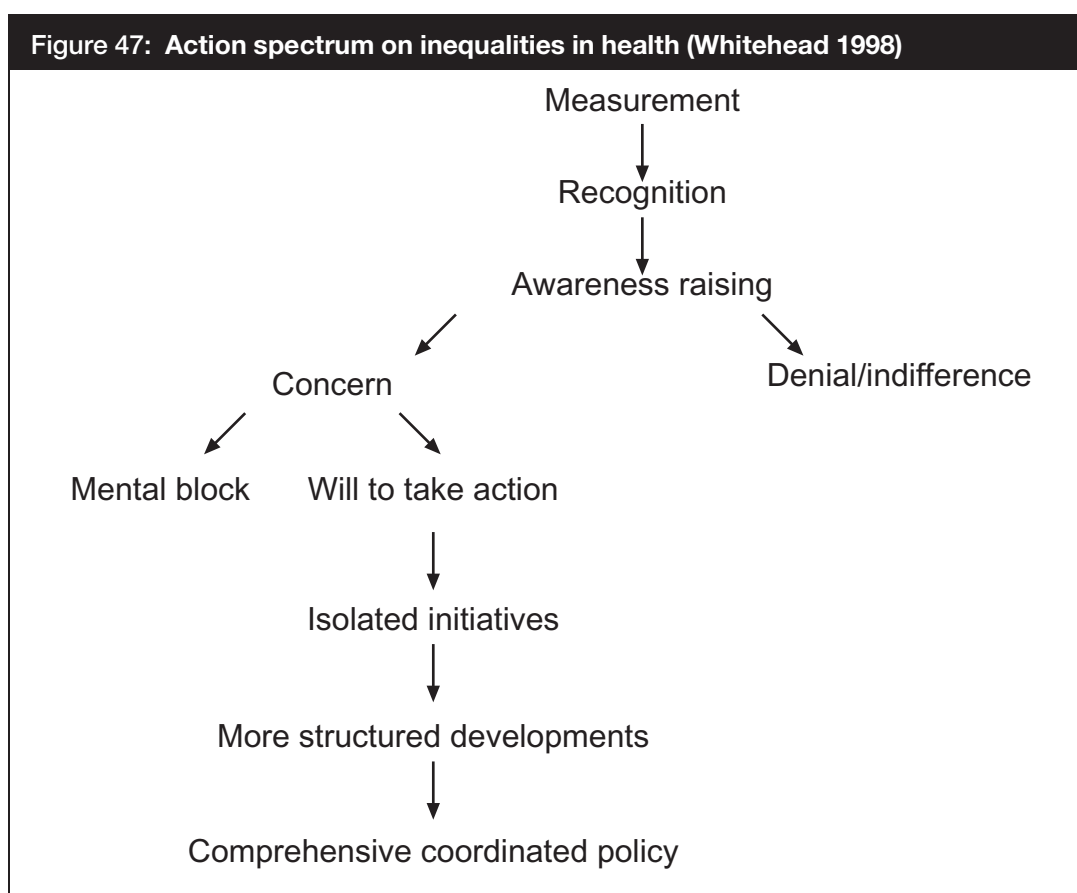 Figure 47: Action spectrum on inequalities in health (Whitehead 1998)
Measurement
Recognition
Awareness raising
Concern
Denial/indifference
Mental block
Will to take action
Isolated initiatives
More structured developments
Comprehensive coordinated policy